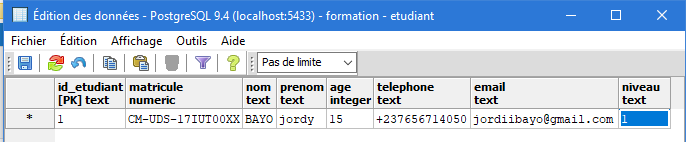 Édition des données - PostgreSQL 9.4 (localhost:5433) - formation - etudiant
Fichier Édition Affichage Outils Aide
Pas de limite
id_etudiant matricule nom prenom age telephone email niveau
[PK] text numeric text text integer text text text
* 1 CM-UDS-17IUT00XX BAYO jordy 15 +237656714050 jordiibayo@gmail.com 1